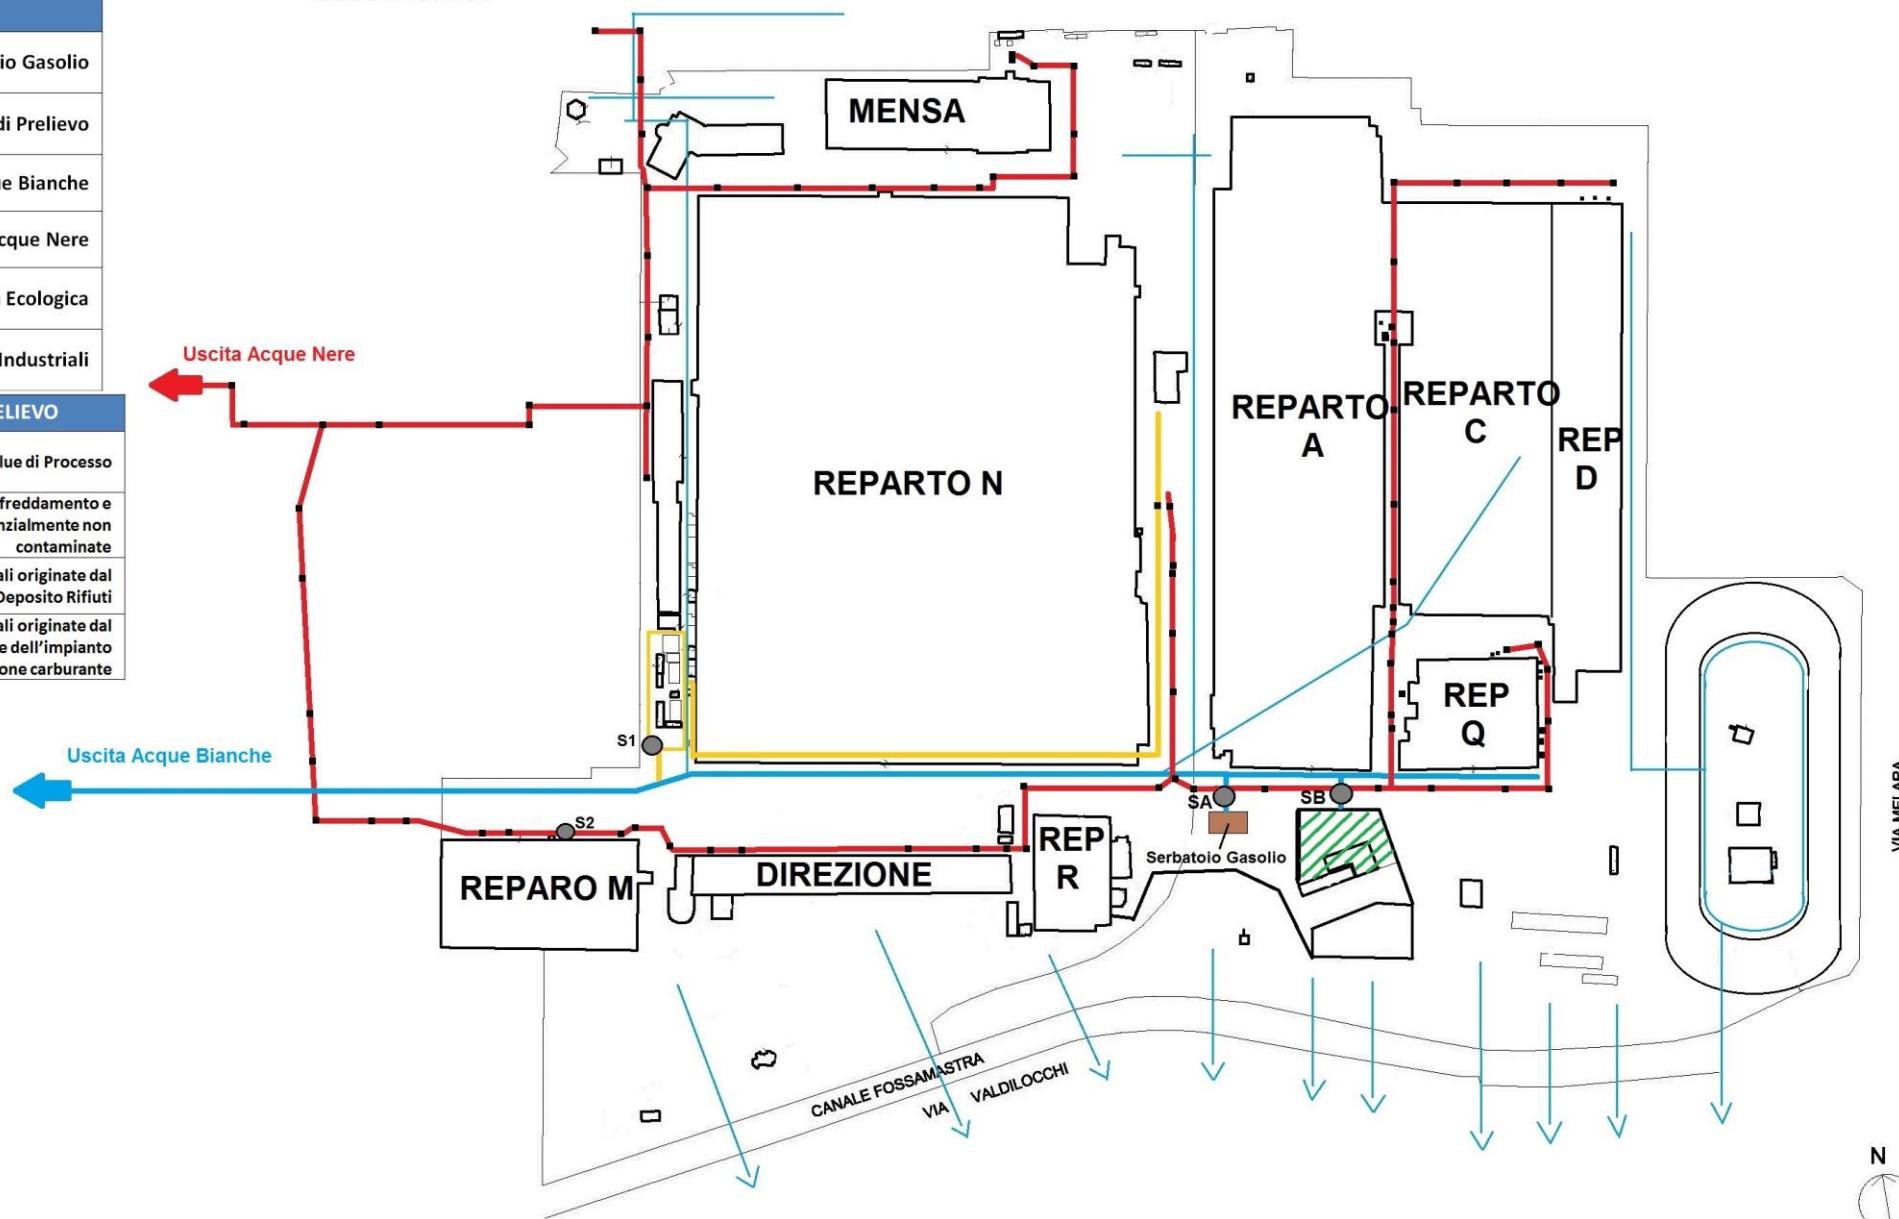 io Gasolio
di Prelievo
e Bianche
cque Nere
Ecologica
Industriali
ELIEVO
lue di Processo
freddamento e
nzialmente non
contaminate
ali originate dal
Deposito Rifiuti
ali originate dal
e dell'impianto
one carburante
MENSA
Uscita Acque Nere
REPARTO N
REPARTO
A
REPARTO
C
REP
D
REP
Q
S1
Uscita Acque Bianche
SA
SB
S2
Serbatoio Gasolio
REPARO M
DIREZIONE
REP
R
VIA MELARA
CANALE FOSSAMASTRA
VIA VALDILOCCHI
N